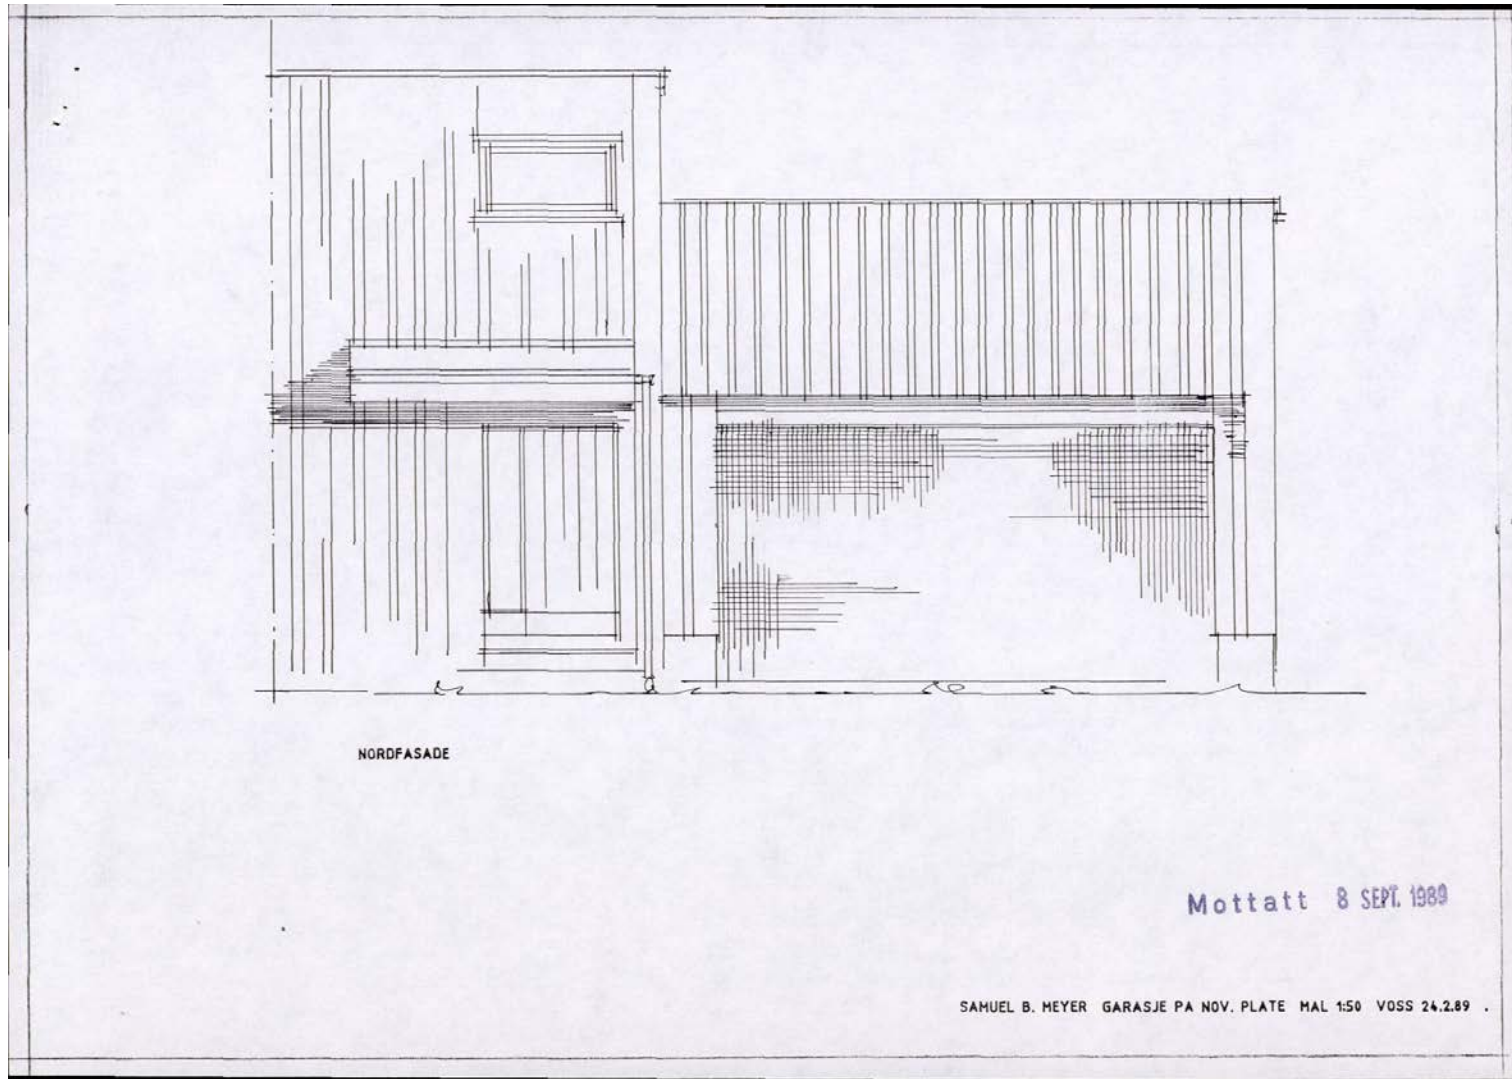 NORDFASADE
Mottatt 8 SEPT. 1989
SAMUEL B. MEYER GARASJE PA NOV. PLATE MAL 1:50 VOSS 24.2.89 .